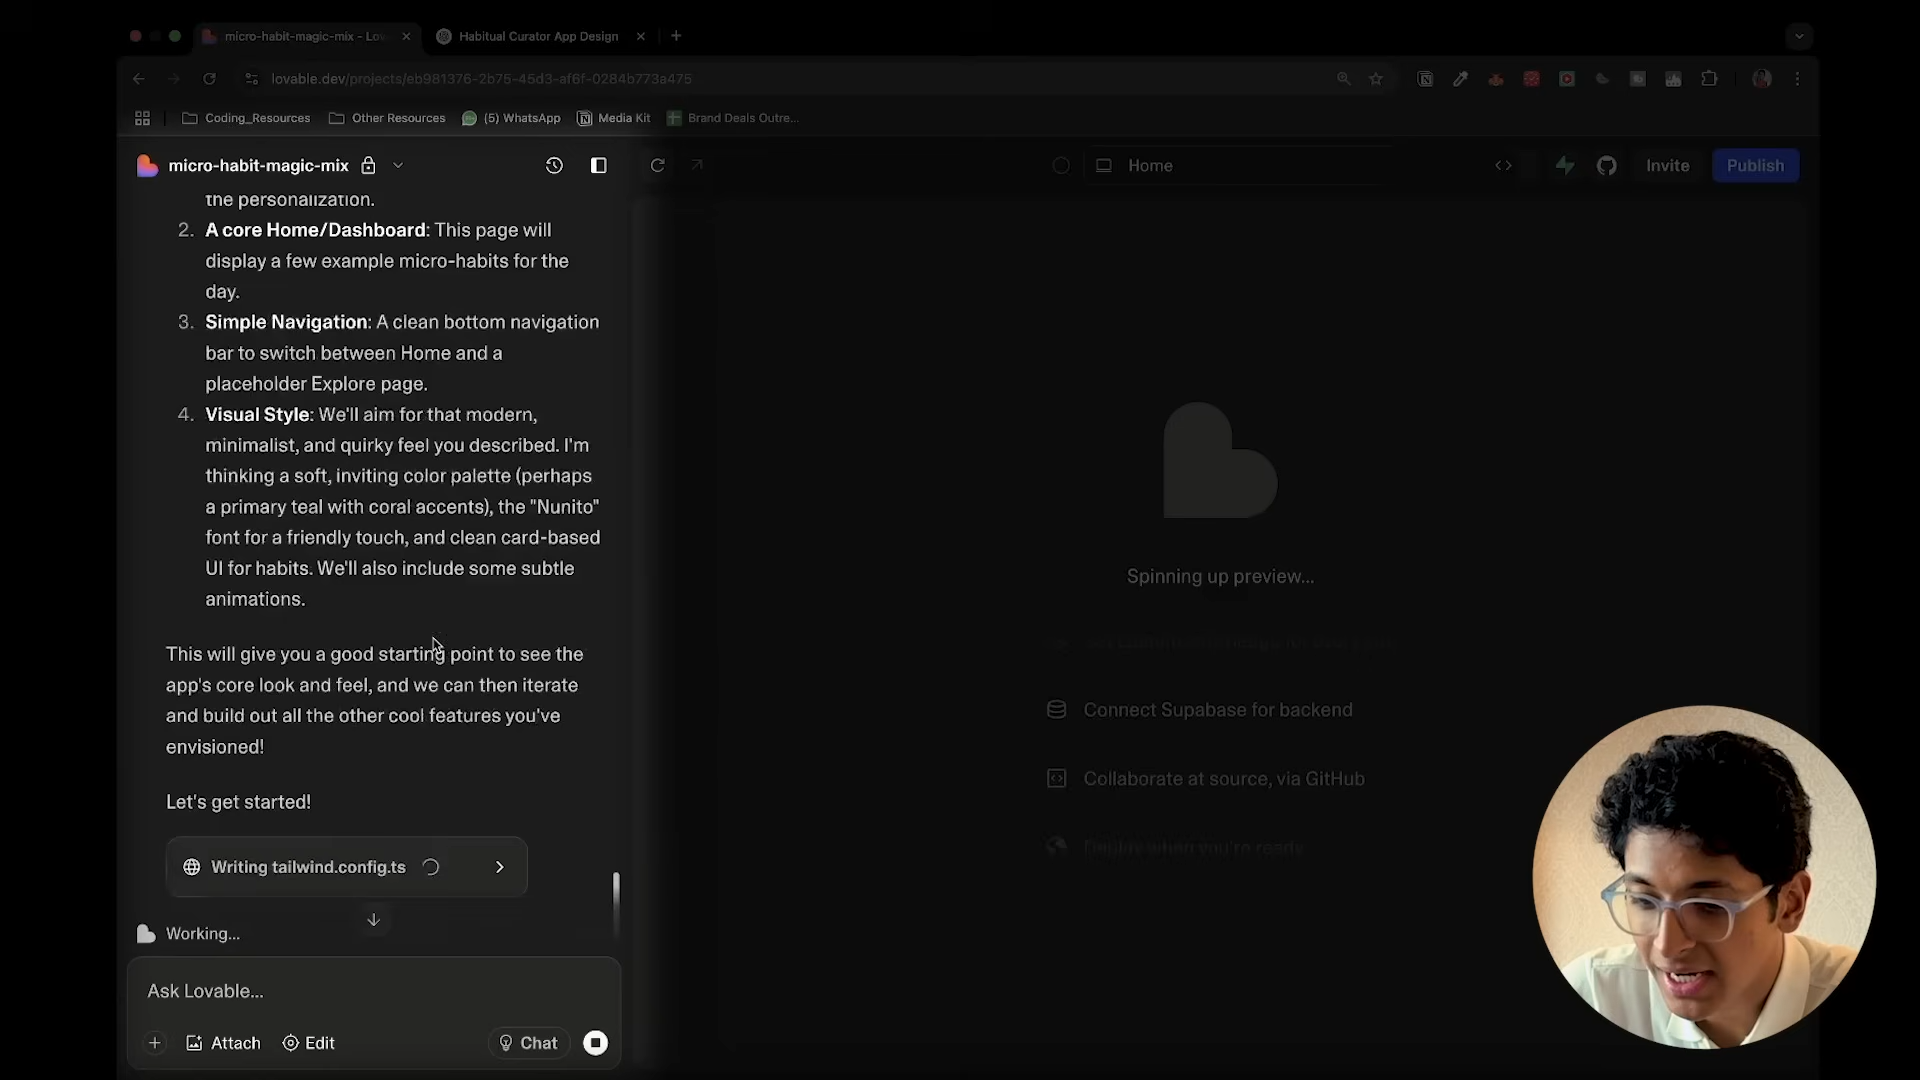 micro-habit-magic-mix - Lov
Habitual Curator App Design
lovable.dev/projects/eb981376-2b75-45d3-af6f-0284b773a475
Coding_Resources
Other Resources
(5) WhatsApp
Media Kit
Brand Deals Outre...
micro-habit-magic-mix
Home
Invite
Publish
the personalization.
2. A core Home/Dashboard: This page will
display a few example micro-habits for the
day.
3. Simple Navigation: A clean bottom navigation
bar to switch between Home and a
placeholder Explore page.
4. Visual Style: We'll aim for that modern,
minimalist, and quirky feel you described. I'm
thinking a soft, inviting color palette (perhaps
a primary teal with coral accents), the "Nunito"
font for a friendly touch, and clean card-based
UI for habits. We'll also include some subtle
animations.
This will give you a good starting point to see the
app's core look and feel, and we can then iterate
and build out all the other cool features you've
envisioned!
Let's get started!
Writing tailwind.config.ts
Working...
Ask Lovable...
Attach
Edit
Chat
Spinning up preview...
Connect Supabase for backend
Collaborate at source, via GitHub
Deploy when you're ready